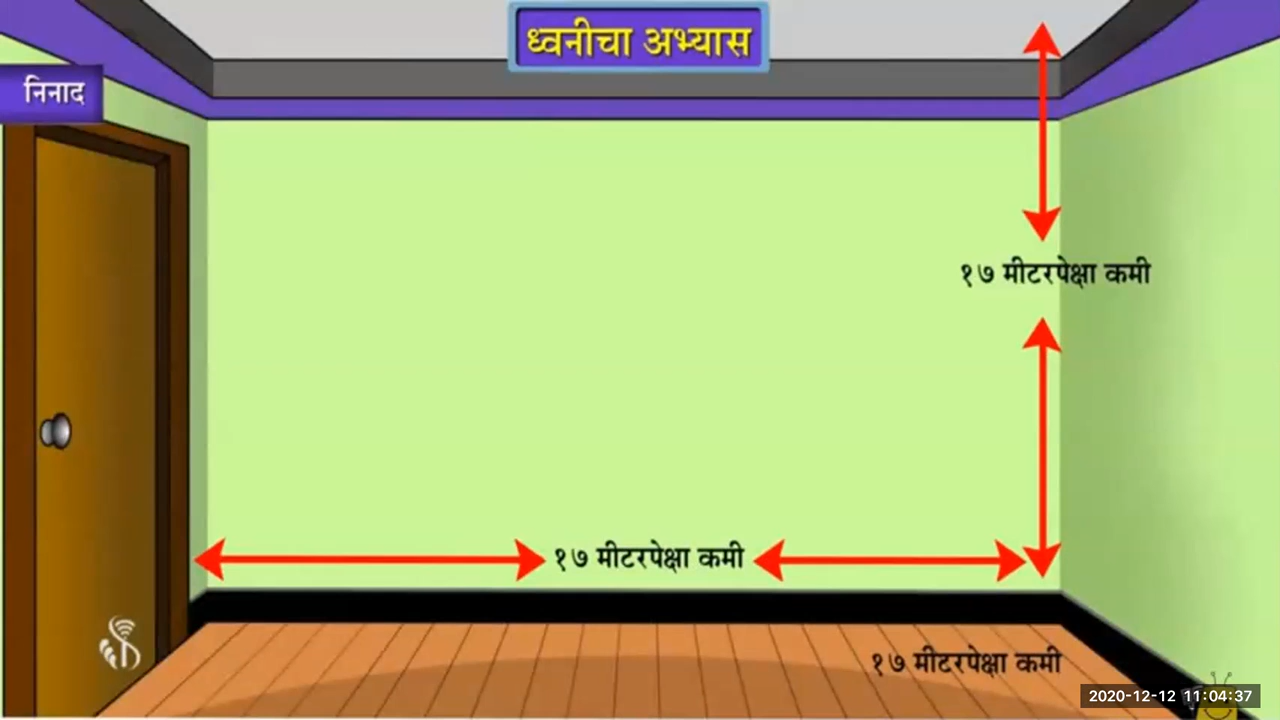 ध्वनीचा अभ्यास
निनाद
१७ मीटरपेक्षा कमी
१७ मीटरपेक्षा कमी
१७ मीटरपेक्षा कमी
2020-12-12 11:04:37